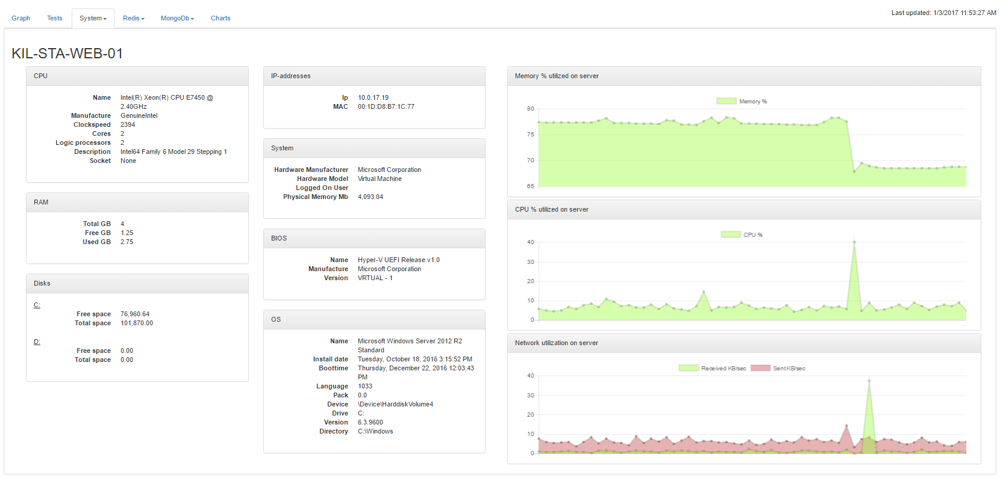 Graph Tests System Redis MongoDb Charts
Last updated: 1/3/2017 11:53:27 AM
KIL-STA-WEB-01
CPU
Name Intel(R) Xeon(R) CPU E7450 @
2.40GHz
Manufacture GenuineIntel
Clockspeed 2394
Cores 2
Logic processors 2
Description Intel64 Family 6 Model 29 Stepping 1
Socket None
RAM
Total GB 4
Free GB 1.25
Used GB 2.75
Disks
C:
Free space 76,960.64
Total space 101,870.00
D:
Free space 0.00
Total space 0.00
IP-addresses
Ip 10.0.17.19
MAC 00:1D:D8:B7:1C:77
System
Hardware Manufacturer Microsoft Corporation
Hardware Model Virtual Machine
Logged On User
Physical Memory Mb 4,093.04
BIOS
Name Hyper-V UEFI Release v1.0
Manufacture Microsoft Corporation
Version VRTUAL - 1
OS
Name Microsoft Windows Server 2012 R2
Standard
Install date Tuesday, October 18, 2016 3:15:52 PM
Boottime Thursday, December 22, 2016 12:03:43
PM
Language 1033
Pack 0.0
Device \Device\HarddiskVolume4
Drive C:
Version 6.3.9600
Directory C:\Windows
Memory % utilized on server
Memory %
80
75
70
65
CPU % utilized on server
CPU %
40
30
20
10
0
Network utilization on server
Received KB/sec Sent KB/sec
40
30
20
10
0